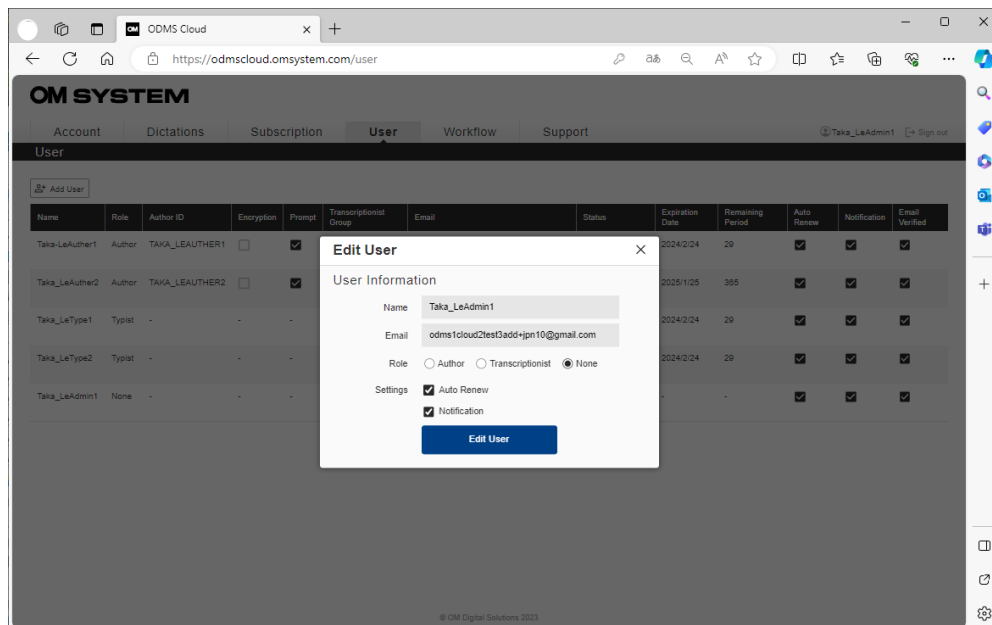 OM ODMS Cloud
https://odmscloud.omsystem.com/user
OM SYSTEM
Account Dictations Subscription User Workflow Support Taka_LeAdmin1 Sign out
User
Add User
Name Role Author ID Encryption Prompt Transcriptionist Group Email Status Expiration Date Remaining Period Auto Renew Notification Email Verified
Taka-LeAuther1 Author TAKA_LEAUTHER1 2024/2/24 29
Taka_LeAuther2 Author TAKA_LEAUTHER2 2025/1/25 365
Taka_LeType1 Typist - - - 2024/2/24 29
Taka_LeType2 Typist - - - 2024/2/24 29
Taka_LeAdmin1 None - - - - -
Edit User
User Information
Name Taka_LeAdmin1
Email odms1cloud2test3add+jpn10@gmail.com
Role Author Transcriptionist None
Settings Auto Renew
Notification
Edit User
© OM Digital Solutions 2023